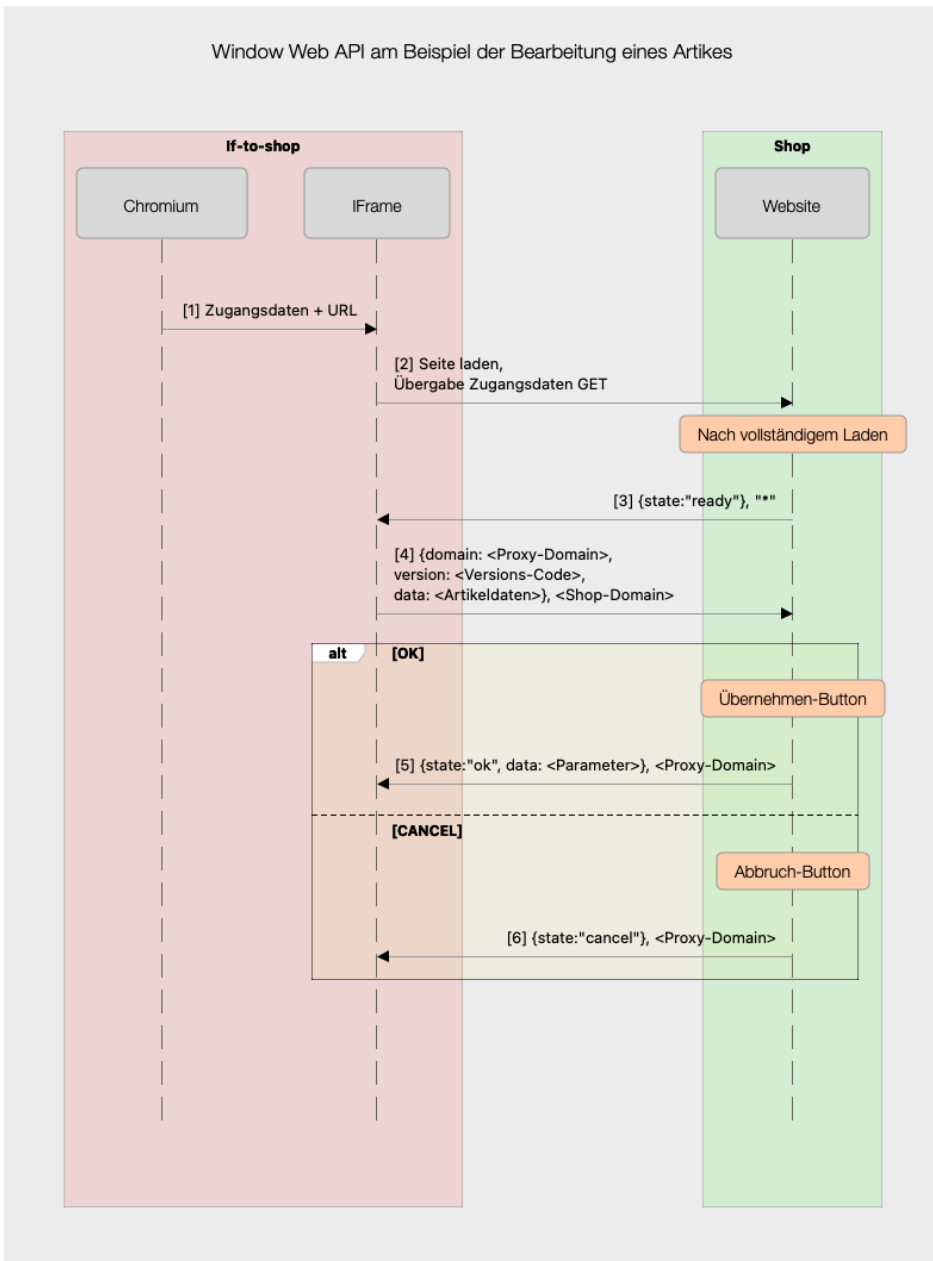 Window Web API am Beispiel der Bearbeitung eines Artikes
If-to-shop
Shop
Chromium
IFrame
Website
[1] Zugangsdaten + URL
[2] Seite laden,
Übergabe Zugangsdaten GET
Nach vollständigem Laden
[3] {state:"ready"}, "*"
[4] {domain: <Proxy-Domain>,
version: <Versions-Code>,
data: <Artikeldaten>}, <Shop-Domain>
alt
[OK]
Übernehmen-Button
[5] {state:"ok", data: <Parameter>}, <Proxy-Domain>
[CANCEL]
Abbruch-Button
[6] {state:"cancel"}, <Proxy-Domain>